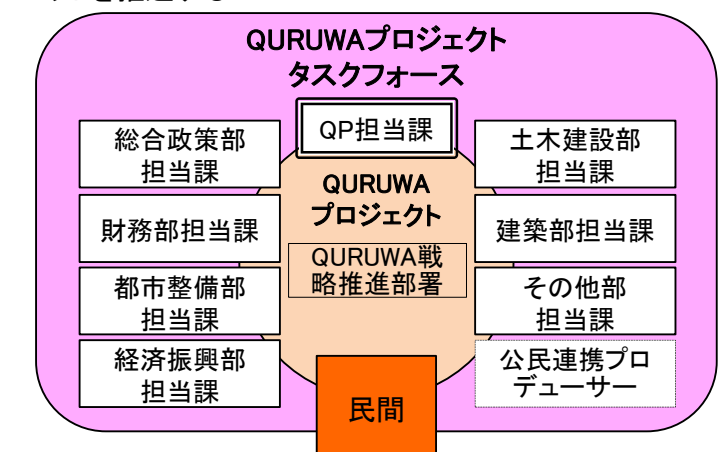 QURUWAプロジェクト
タスクフォース
QP担当課
総合政策部
担当課
財務部担当課
都市整備部
担当課
経済振興部
担当課
QURUWA
プロジェクト
QURUWA戦
略推進部署
民間
土木建設部
担当課
建築部担当課
その他部
担当課
公民連携プロ
デューサー